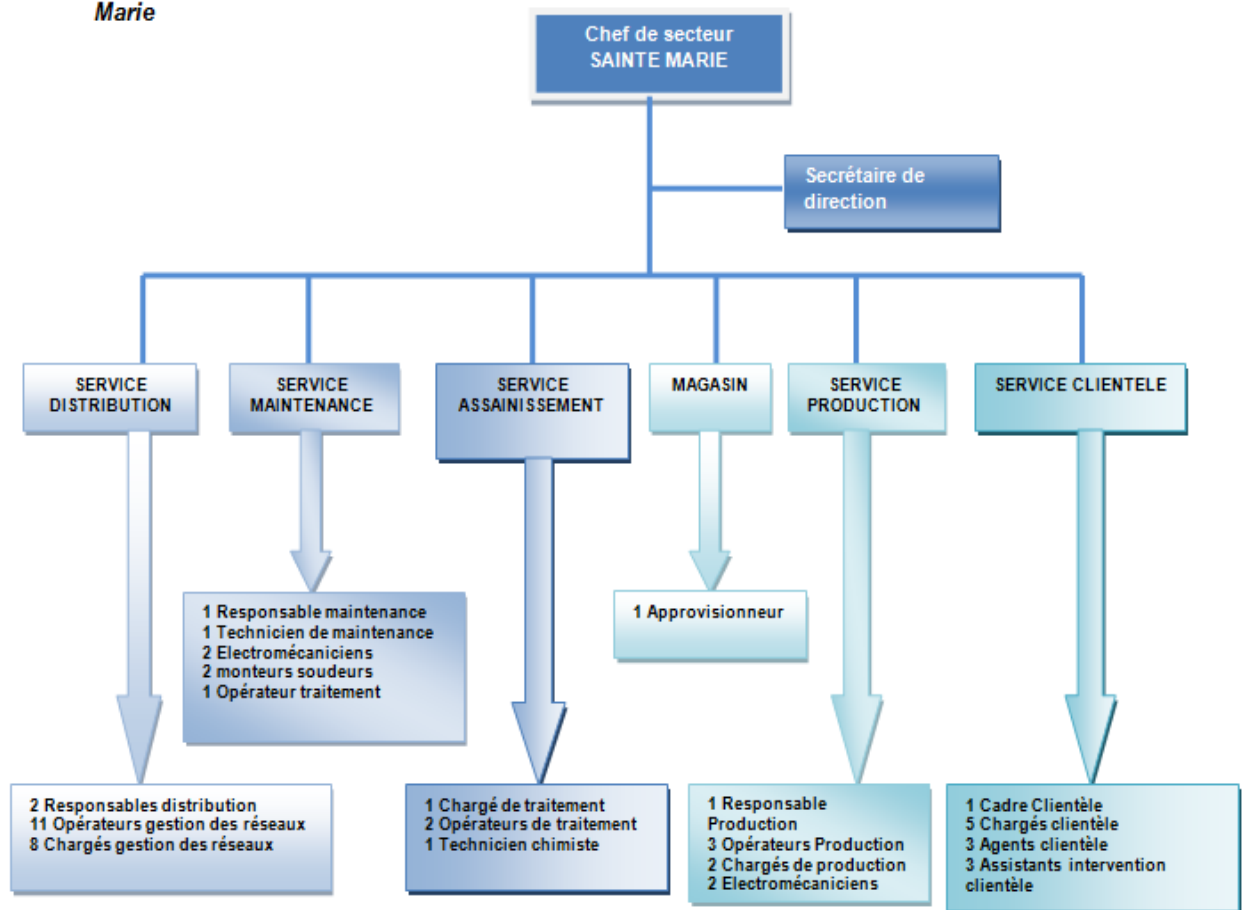 Marie
Chef de secteur
SAINTE MARIE
Secrétaire de
direction
SERVICE
DISTRIBUTION
SERVICE
MAINTENANCE
SERVICE
ASSAINISSEMENT
MAGASIN
SERVICE
PRODUCTION
SERVICE CLIENTELE
1 Responsable maintenance
1 Technicien de maintenance
2 Electromécaniciens
2 monteurs soudeurs
1 Opérateur traitement
1 Approvisionneur
2 Responsables distribution
11 Opérateurs gestion des réseaux
8 Chargés gestion des réseaux
1 Chargé de traitement
2 Opérateurs de traitement
1 Technicien chimiste
1 Responsable
Production
3 Opérateurs Production
2 Chargés de production
2 Electromécaniciens
1 Cadre Clientèle
5 Chargés clientèle
3 Agents clientèle
3 Assistants intervention
clientèle